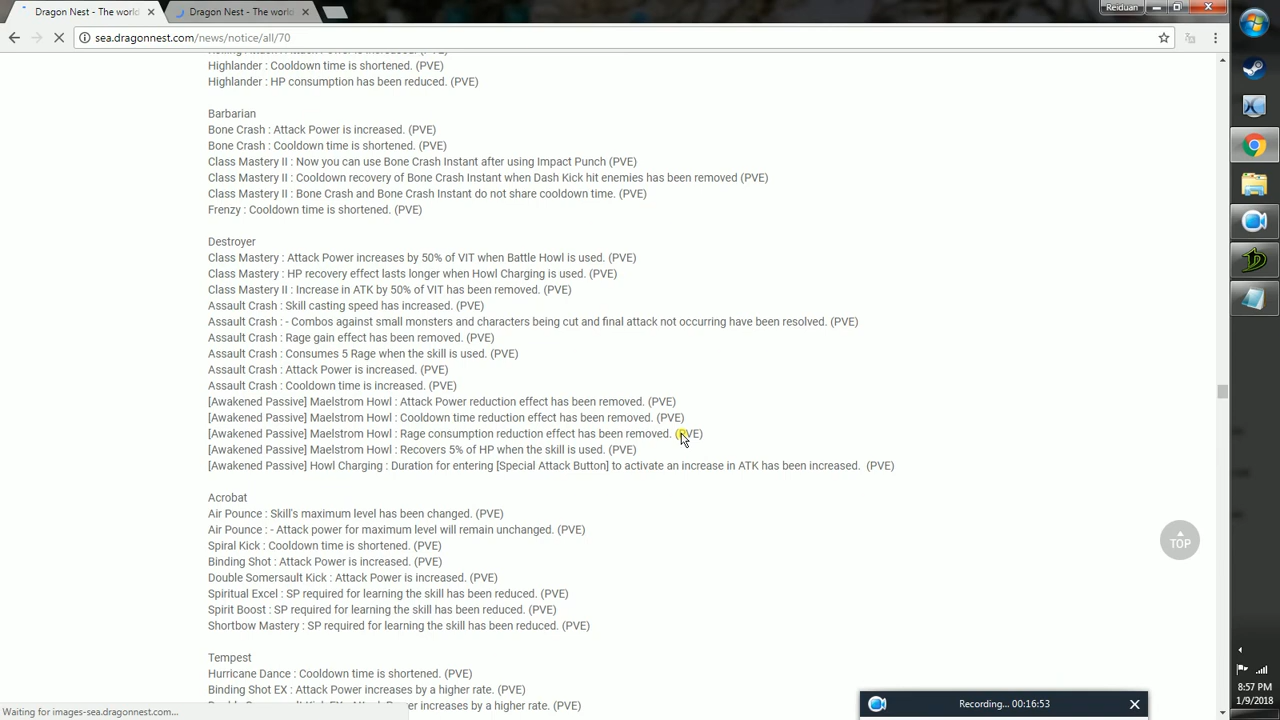 Dragon Nest - The world
Dragon Nest - The world
Reiduan
sea.dragonnest.com/news/notice/all/70
Highlander : Cooldown time is shortened. (PVE)
Highlander : HP consumption has been reduced. (PVE)
Barbarian
Bone Crash : Attack Power is increased. (PVE)
Bone Crash : Cooldown time is shortened. (PVE)
Class Mastery II : Now you can use Bone Crash Instant after using Impact Punch (PVE)
Class Mastery II : Cooldown recovery of Bone Crash Instant when Dash Kick hit enemies has been removed (PVE)
Class Mastery II : Bone Crash and Bone Crash Instant do not share cooldown time. (PVE)
Frenzy : Cooldown time is shortened. (PVE)
Destroyer
Class Mastery : Attack Power increases by 50% of VIT when Battle Howl is used. (PVE)
Class Mastery : HP recovery effect lasts longer when Howl Charging is used. (PVE)
Class Mastery II : Increase in ATK by 50% of VIT has been removed. (PVE)
Assault Crash : Skill casting speed has increased. (PVE)
Assault Crash : - Combos against small monsters and characters being cut and final attack not occurring have been resolved. (PVE)
Assault Crash : Rage gain effect has been removed. (PVE)
Assault Crash : Consumes 5 Rage when the skill is used. (PVE)
Assault Crash : Attack Power is increased. (PVE)
Assault Crash : Cooldown time is increased. (PVE)
[Awakened Passive] Maelstrom Howl : Attack Power reduction effect has been removed. (PVE)
[Awakened Passive] Maelstrom Howl : Cooldown time reduction effect has been removed. (PVE)
[Awakened Passive] Maelstrom Howl : Rage consumption reduction effect has been removed. (PVE)
[Awakened Passive] Maelstrom Howl : Recovers 5% of HP when the skill is used. (PVE)
[Awakened Passive] Howl Charging : Duration for entering [Special Attack Button] to activate an increase in ATK has been increased. (PVE)
Acrobat
Air Pounce : Skill's maximum level has been changed. (PVE)
Air Pounce : - Attack power for maximum level will remain unchanged. (PVE)
Spiral Kick : Cooldown time is shortened. (PVE)
Binding Shot : Attack Power is increased. (PVE)
Double Somersault Kick : Attack Power is increased. (PVE)
Spiritual Excel : SP required for learning the skill has been reduced. (PVE)
Spirit Boost : SP required for learning the skill has been reduced. (PVE)
Shortbow Mastery : SP required for learning the skill has been reduced. (PVE)
Tempest
Hurricane Dance : Cooldown time is shortened. (PVE)
Binding Shot EX : Attack Power increases by a higher rate. (PVE)
TOP
Waiting for images-sea.dragonnest.com...
Recording... 00:16:53
8:57 PM
1/9/2018